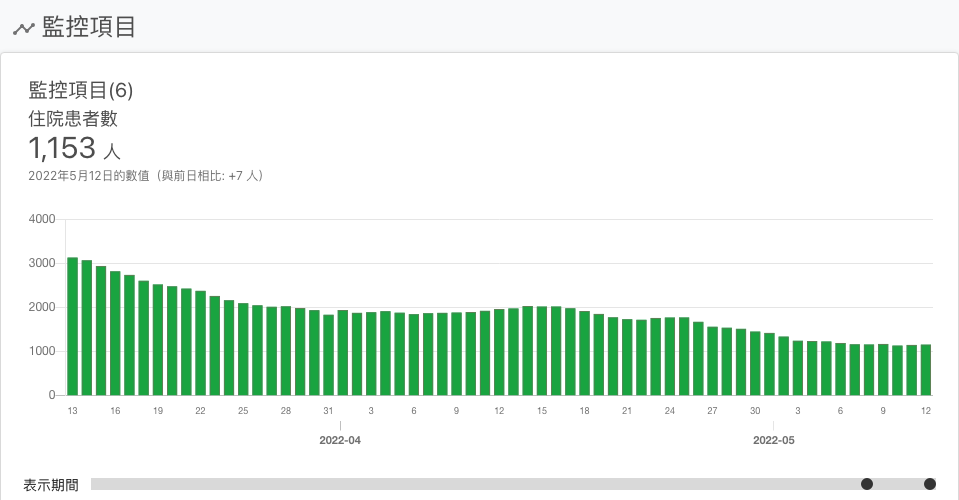 監控項目
監控項目(6)
住院患者數
1,153 人
2022年5月12日的數值（與前日相比: +7 人）
4000
3000
2000
1000
0
13 16 19 22 25 28 31 3 6 9 12 15 18 21 24 27 30 3 6 9 12
2022-04 2022-05
表示期間